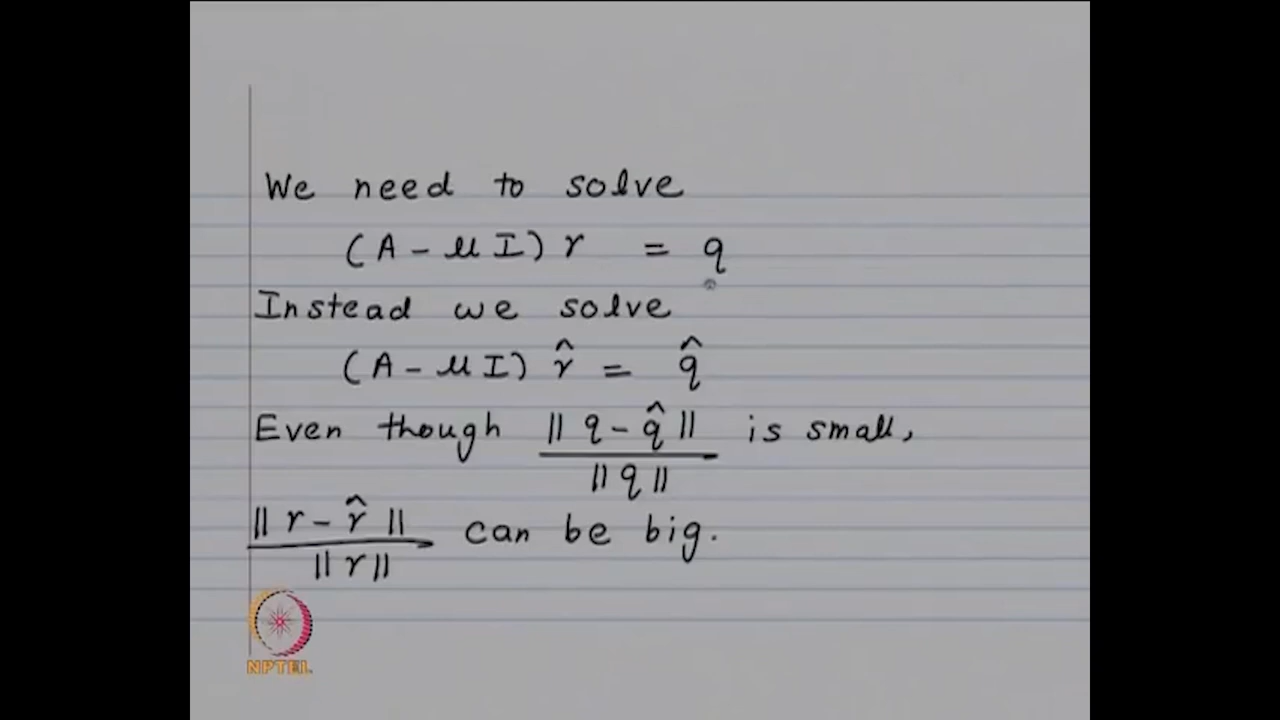 We need to solve
(A - μI) r = q
Instead we solve
(A - μI) r̂ = q̂
Even though ‖q - q̂‖ / ‖q‖ is small,
‖r - r̂‖ / ‖r‖ can be big.
NPTEL